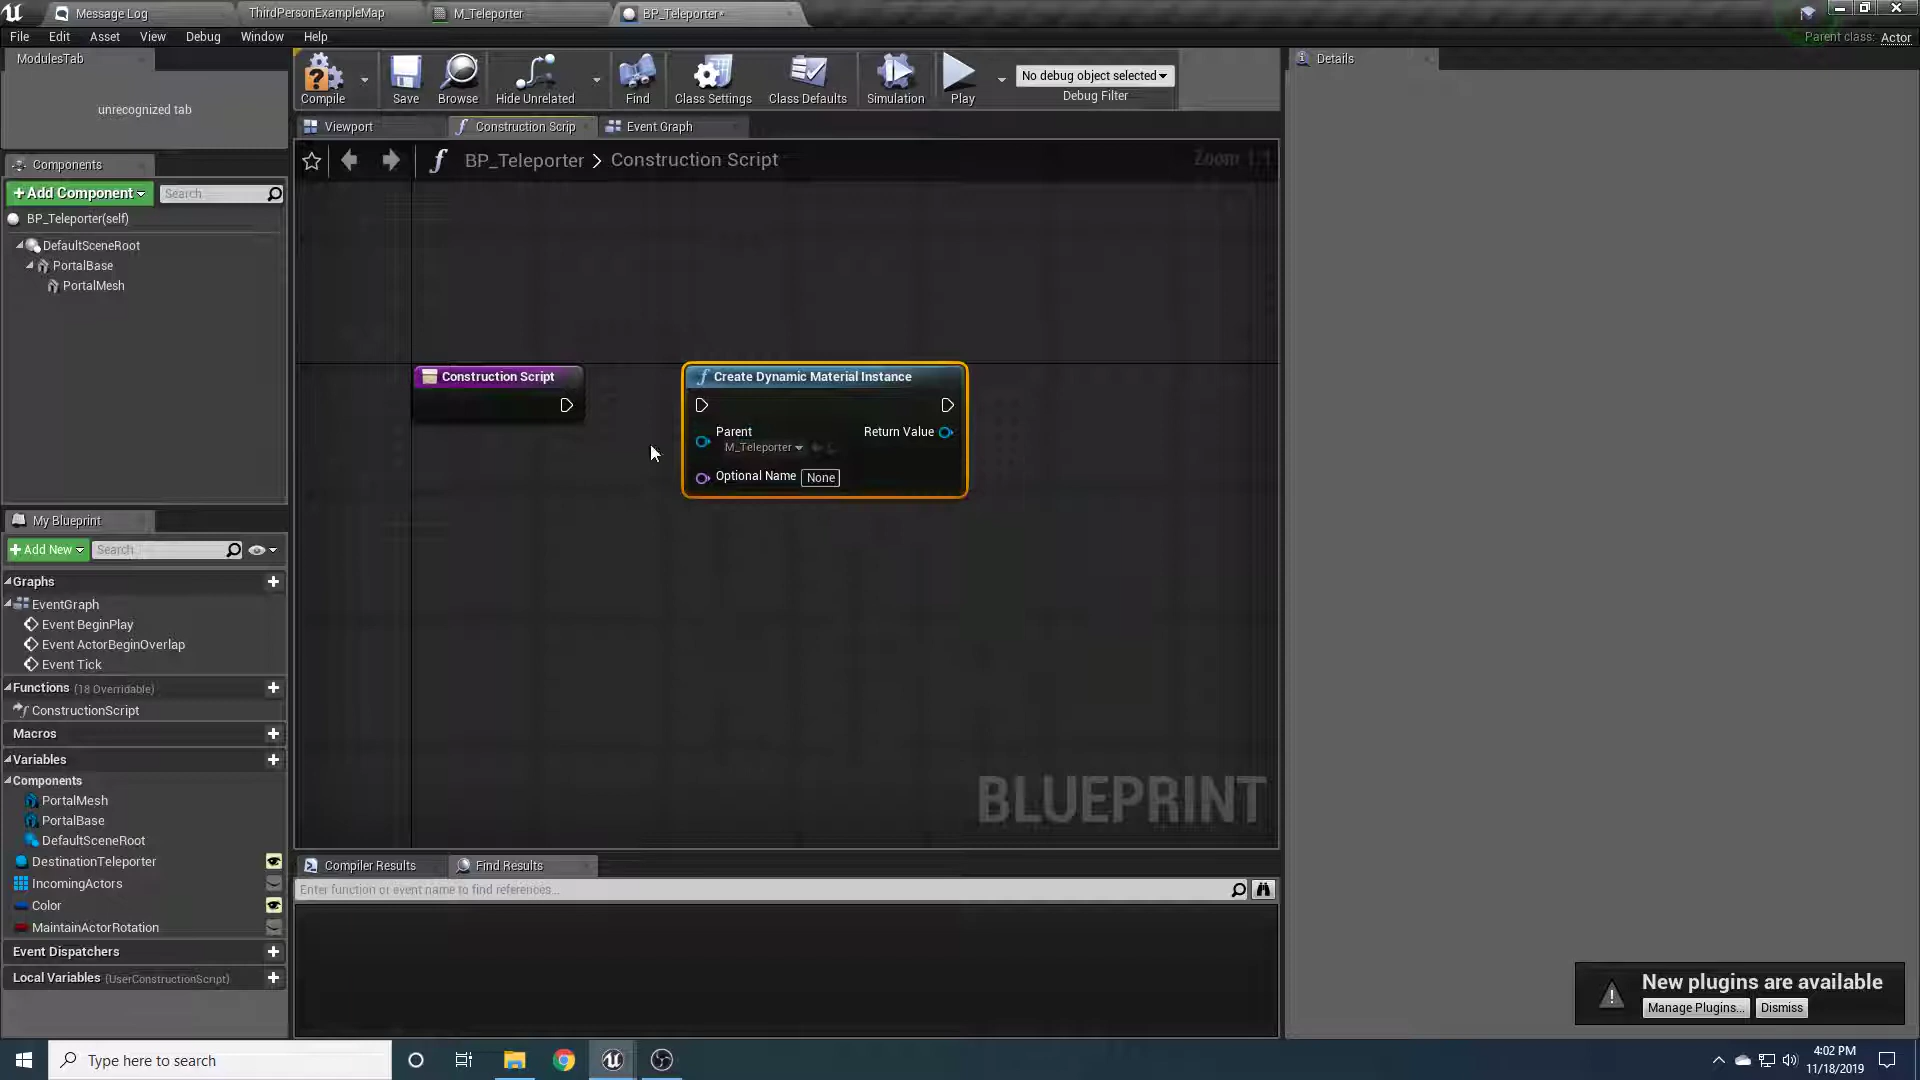 Message Log
ThirdPersonExampleMap
M_Teleporter
BP_Teleporter*
File Edit Asset View Debug Window Help
Parent class: Actor
ModulesTab
unrecognized tab
Compile
Save
Browse
Hide Unrelated
Find
Class Settings
Class Defaults
Simulation
Play
No debug object selected
Debug Filter
Details
Viewport
Construction Scrip
Event Graph
BP_Teleporter > Construction Script
Zoom 1:1
Components
+ Add Component
Search
BP_Teleporter(self)
DefaultSceneRoot
PortalBase
PortalMesh
Construction Script
Create Dynamic Material Instance
Parent
M_Teleporter
Return Value
Optional Name None
BLUEPRINT
My Blueprint
+ Add New
Search
Graphs
EventGraph
Event BeginPlay
Event ActorBeginOverlap
Event Tick
Functions (18 Overridable)
ConstructionScript
Macros
Variables
Components
PortalMesh
PortalBase
DefaultSceneRoot
DestinationTeleporter
IncomingActors
Color
MaintainActorRotation
Event Dispatchers
Local Variables (UserConstructionScript)
Compiler Results
Find Results
Enter function or event name to find references...
New plugins are available
Manage Plugins...
Dismiss
Type here to search
4:02 PM
11/18/2019